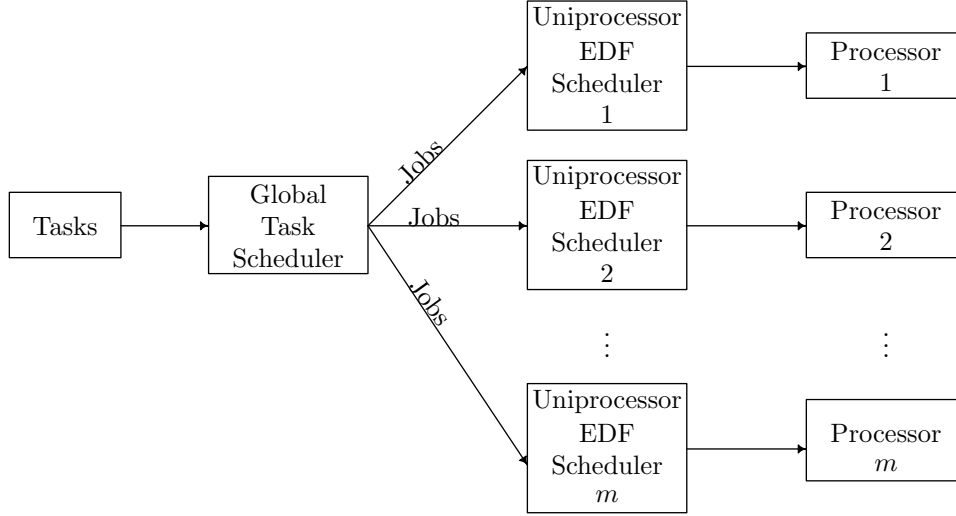 Tasks
Global
Task
Scheduler
Jobs
Jobs
Jobs
Uniprocessor
EDF
Scheduler
1
Processor
1
Uniprocessor
EDF
Scheduler
2
Processor
2
⋮ ⋮
Uniprocessor
EDF
Scheduler
m
Processor
m